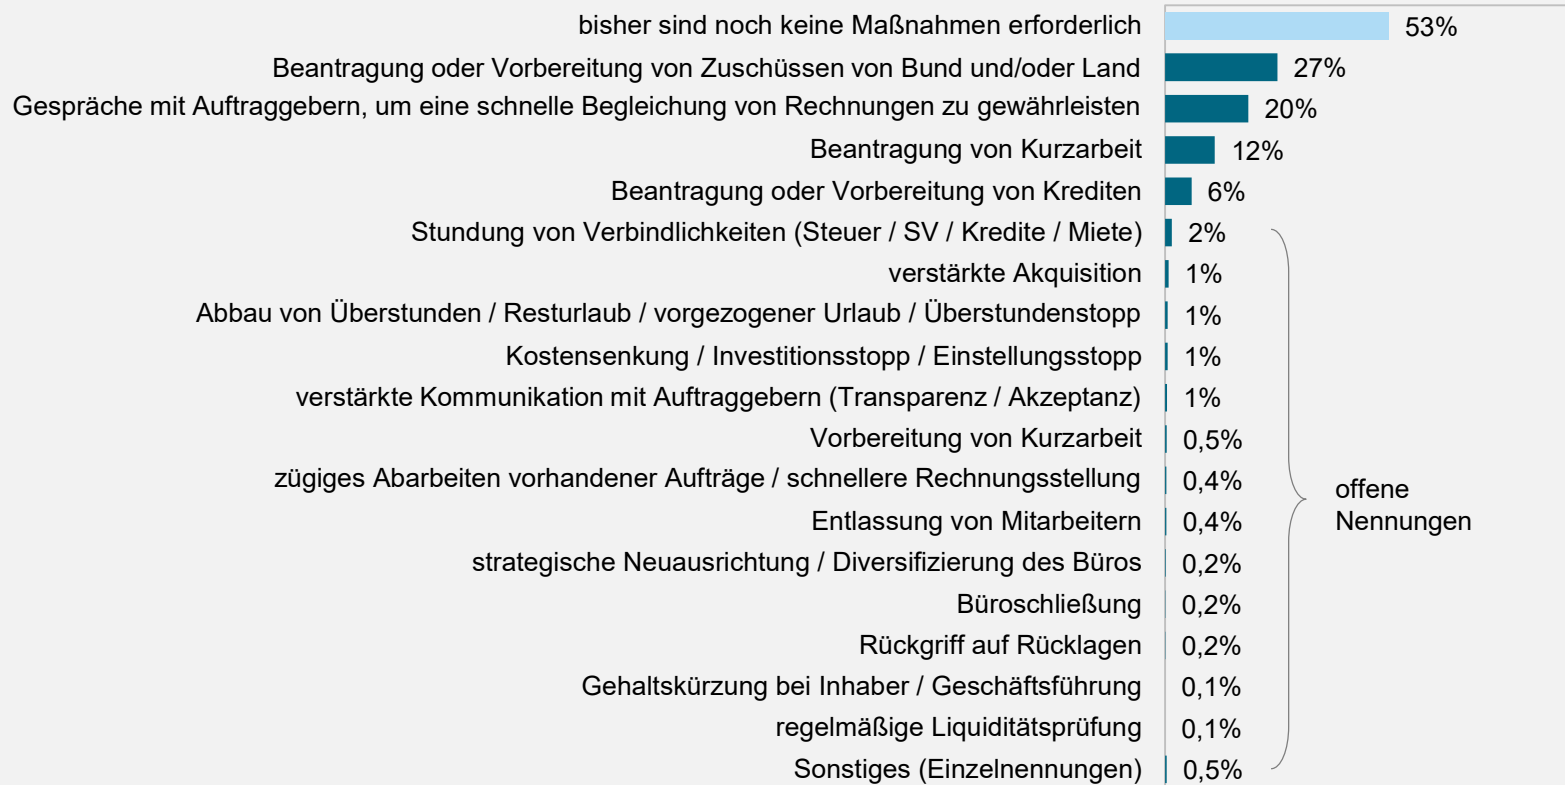 bisher sind noch keine Maßnahmen erforderlich 53%
Beantragung oder Vorbereitung von Zuschüssen von Bund und/oder Land 27%
Gespräche mit Auftraggebern, um eine schnelle Begleichung von Rechnungen zu gewährleisten 20%
Beantragung von Kurzarbeit 12%
Beantragung oder Vorbereitung von Krediten 6%
Stundung von Verbindlichkeiten (Steuer / SV / Kredite / Miete) 2%
verstärkte Akquisition 1%
Abbau von Überstunden / Resturlaub / vorgezogener Urlaub / Überstundenstopp 1%
Kostensenkung / Investitionsstopp / Einstellungsstopp 1%
verstärkte Kommunikation mit Auftraggebern (Transparenz / Akzeptanz) 1%
Vorbereitung von Kurzarbeit 0,5%
zügiges Abarbeiten vorhandener Aufträge / schnellere Rechnungsstellung 0,4%
Entlassung von Mitarbeitern 0,4%
strategische Neuausrichtung / Diversifizierung des Büros 0,2%
Büroschließung 0,2%
Rückgriff auf Rücklagen 0,2%
Gehaltskürzung bei Inhaber / Geschäftsführung 0,1%
regelmäßige Liquiditätsprüfung 0,1%
Sonstiges (Einzelnennungen) 0,5%
offene
Nennungen